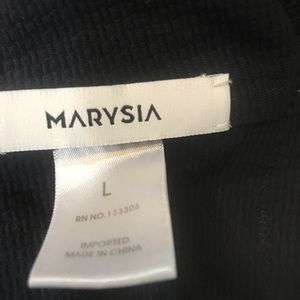 MARYSIA
L
RN NO.133306
IMPORTED
MADE IN CHINA